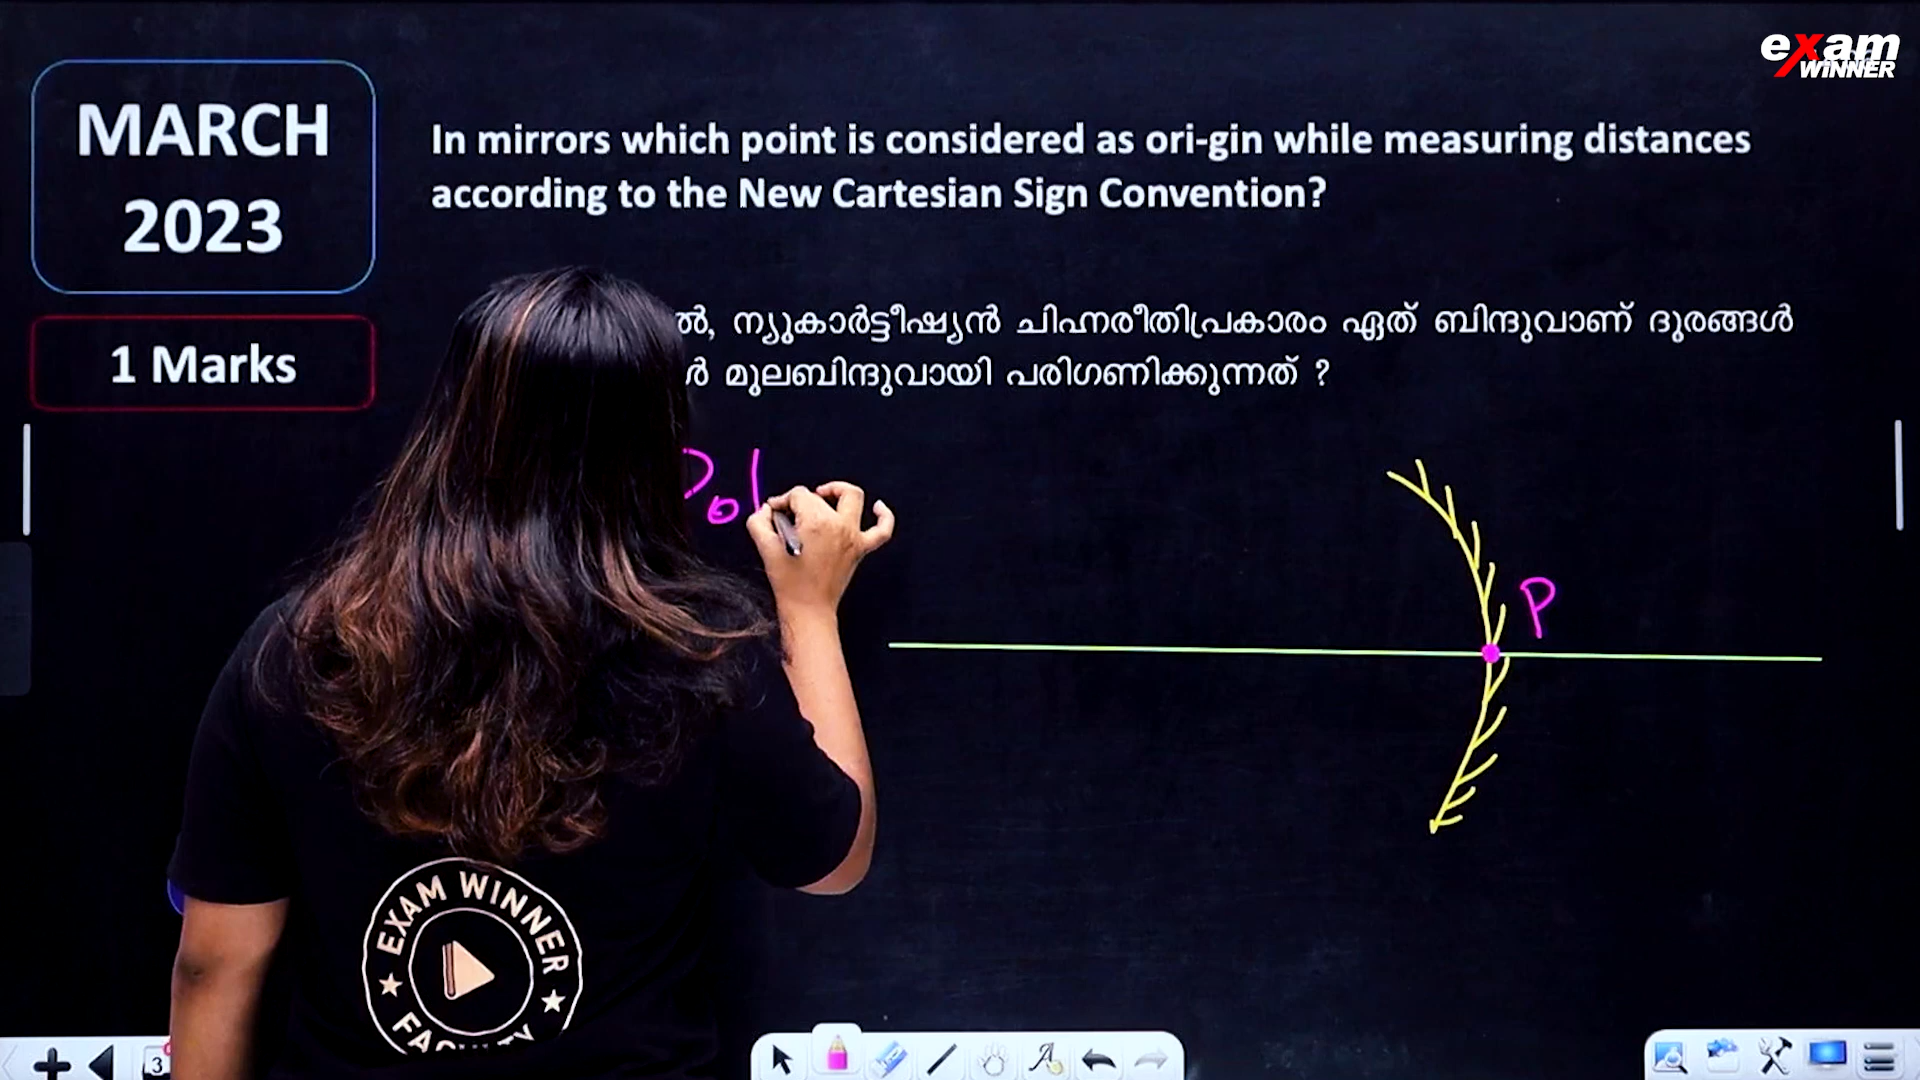 exam
WINNER
MARCH
2023
In mirrors which point is considered as ori-gin while measuring distances
according to the New Cartesian Sign Convention?
1 Marks
ൽ, ന്യൂകാർട്ടീഷ്യൻ ചിഹ്നരീതിപ്രകാരം ഏത് ബിന്ദുവാണ് ദൂരങ്ങൾ
ൾ മൂലബിന്ദുവായി പരിഗണിക്കുന്നത് ?
Pol
P
EXAM WINNER
FACULTY
3